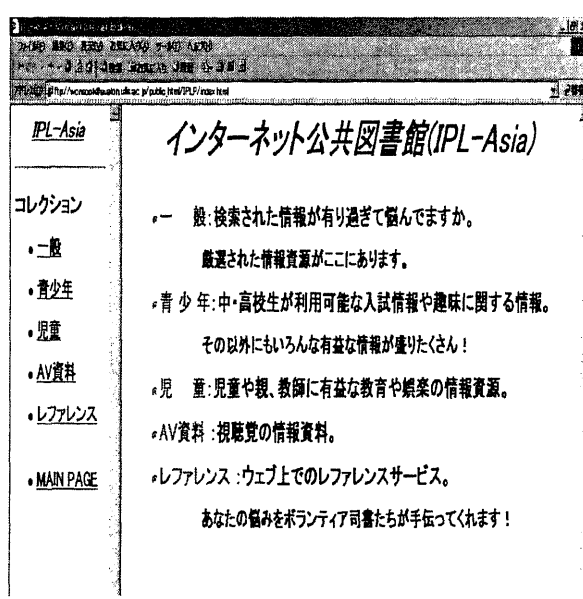 IPL-Asia
コレクション
・一般
・青少年
・児童
・AV資料
・レファレンス
・MAIN PAGE
インターネット公共図書館(IPL-Asia)
一 般:検索された情報が有り過ぎて悩んでますか。
厳選された情報資源がここにあります。
青 少 年:中・高校生が利用可能な入試情報や趣味に関する情報。
その以外にもいろんな有益な情報が盛りたくさん!
児 童:児童や親、教師に有益な教育や娯楽の情報資源。
AV資料:視聴覚の情報資料。
レファレンス:ウェブ上でのレファレンスサービス。
あなたの悩みをボランティア司書たちが手伝ってくれます!